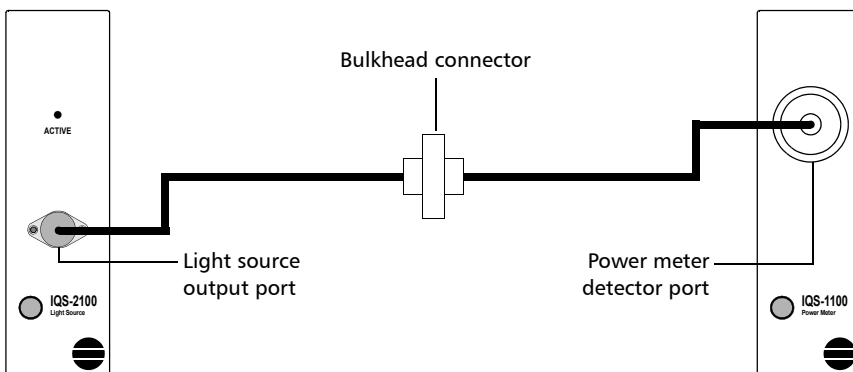 Bulkhead connector
ACTIVE
Light source
output port
Power meter
detector port
IQS-2100
Light Source
IQS-1100
Power Meter